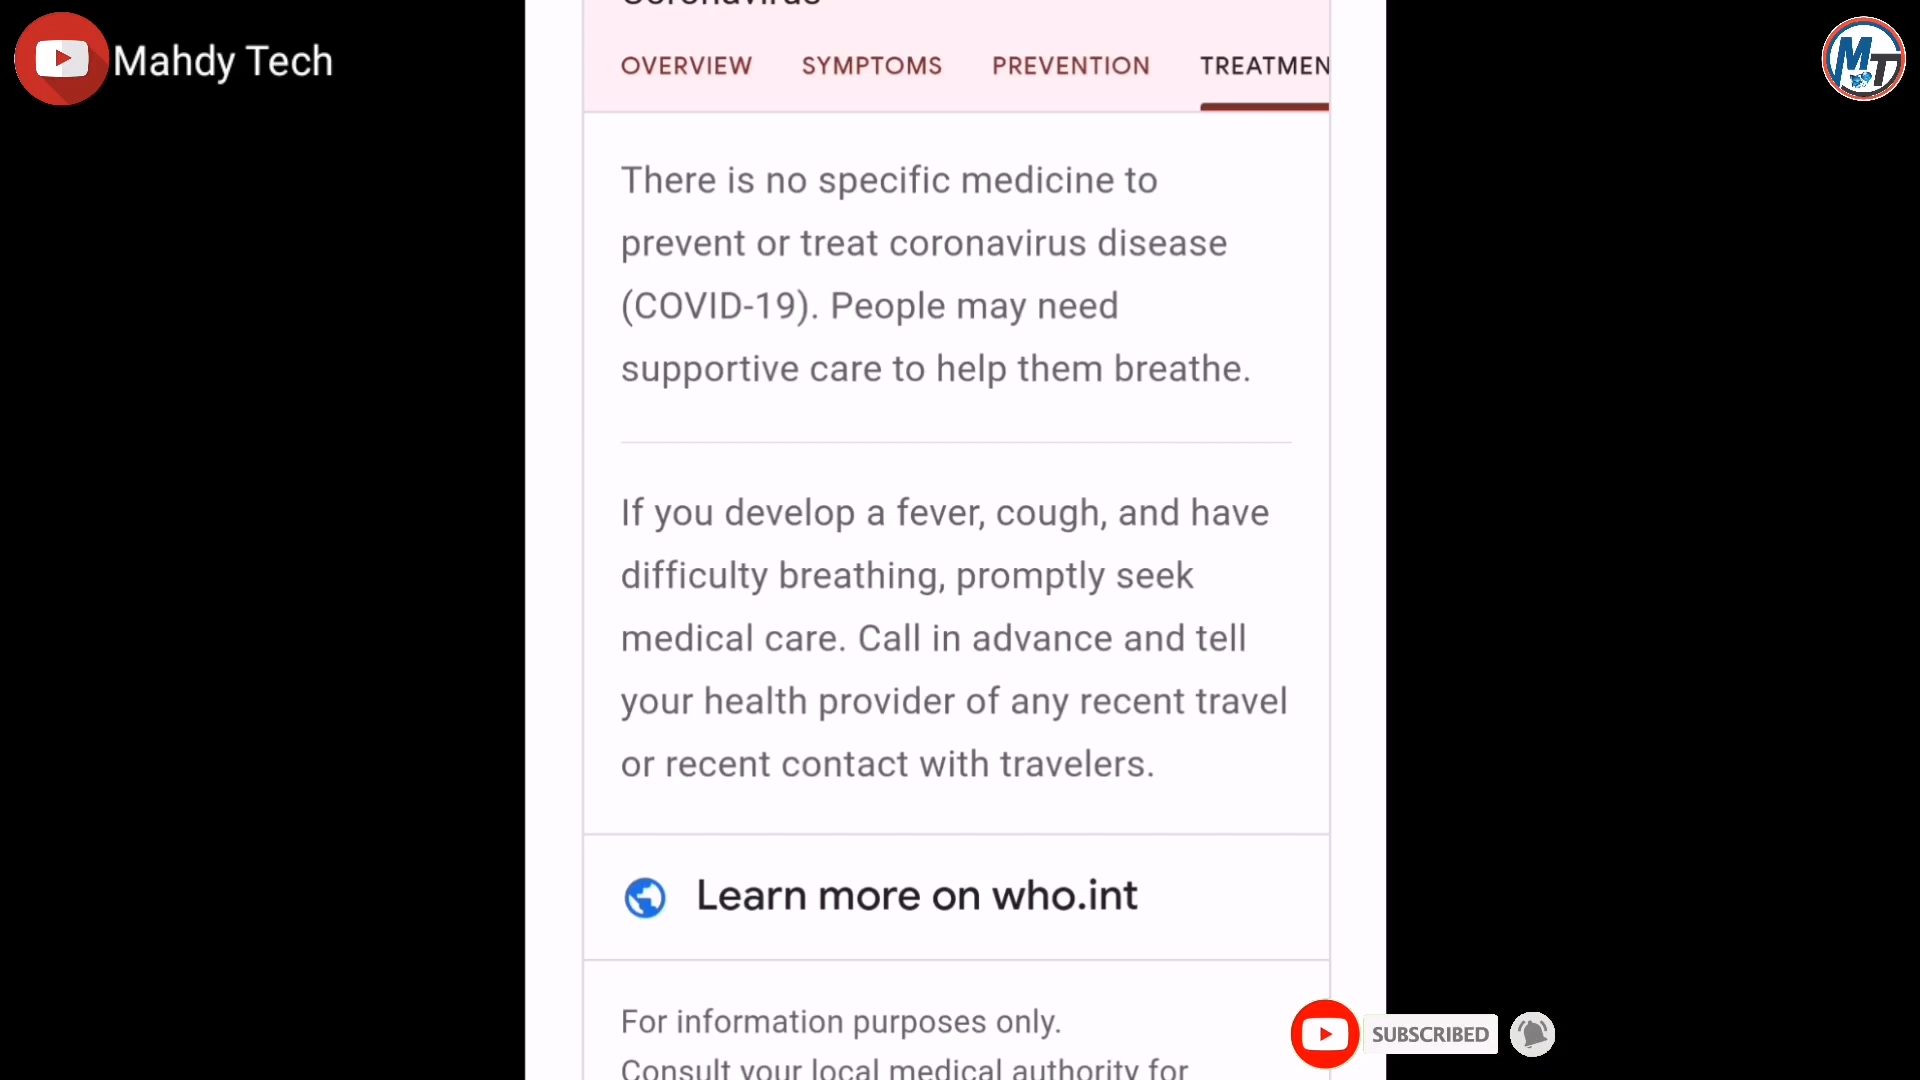 Mahdy Tech
MT
Coronavirus
OVERVIEW SYMPTOMS PREVENTION TREATMEN
There is no specific medicine to
prevent or treat coronavirus disease
(COVID-19). People may need
supportive care to help them breathe.
If you develop a fever, cough, and have
difficulty breathing, promptly seek
medical care. Call in advance and tell
your health provider of any recent travel
or recent contact with travelers.
Learn more on who.int
For information purposes only.
SUBSCRIBED
Consult your local medical authority for